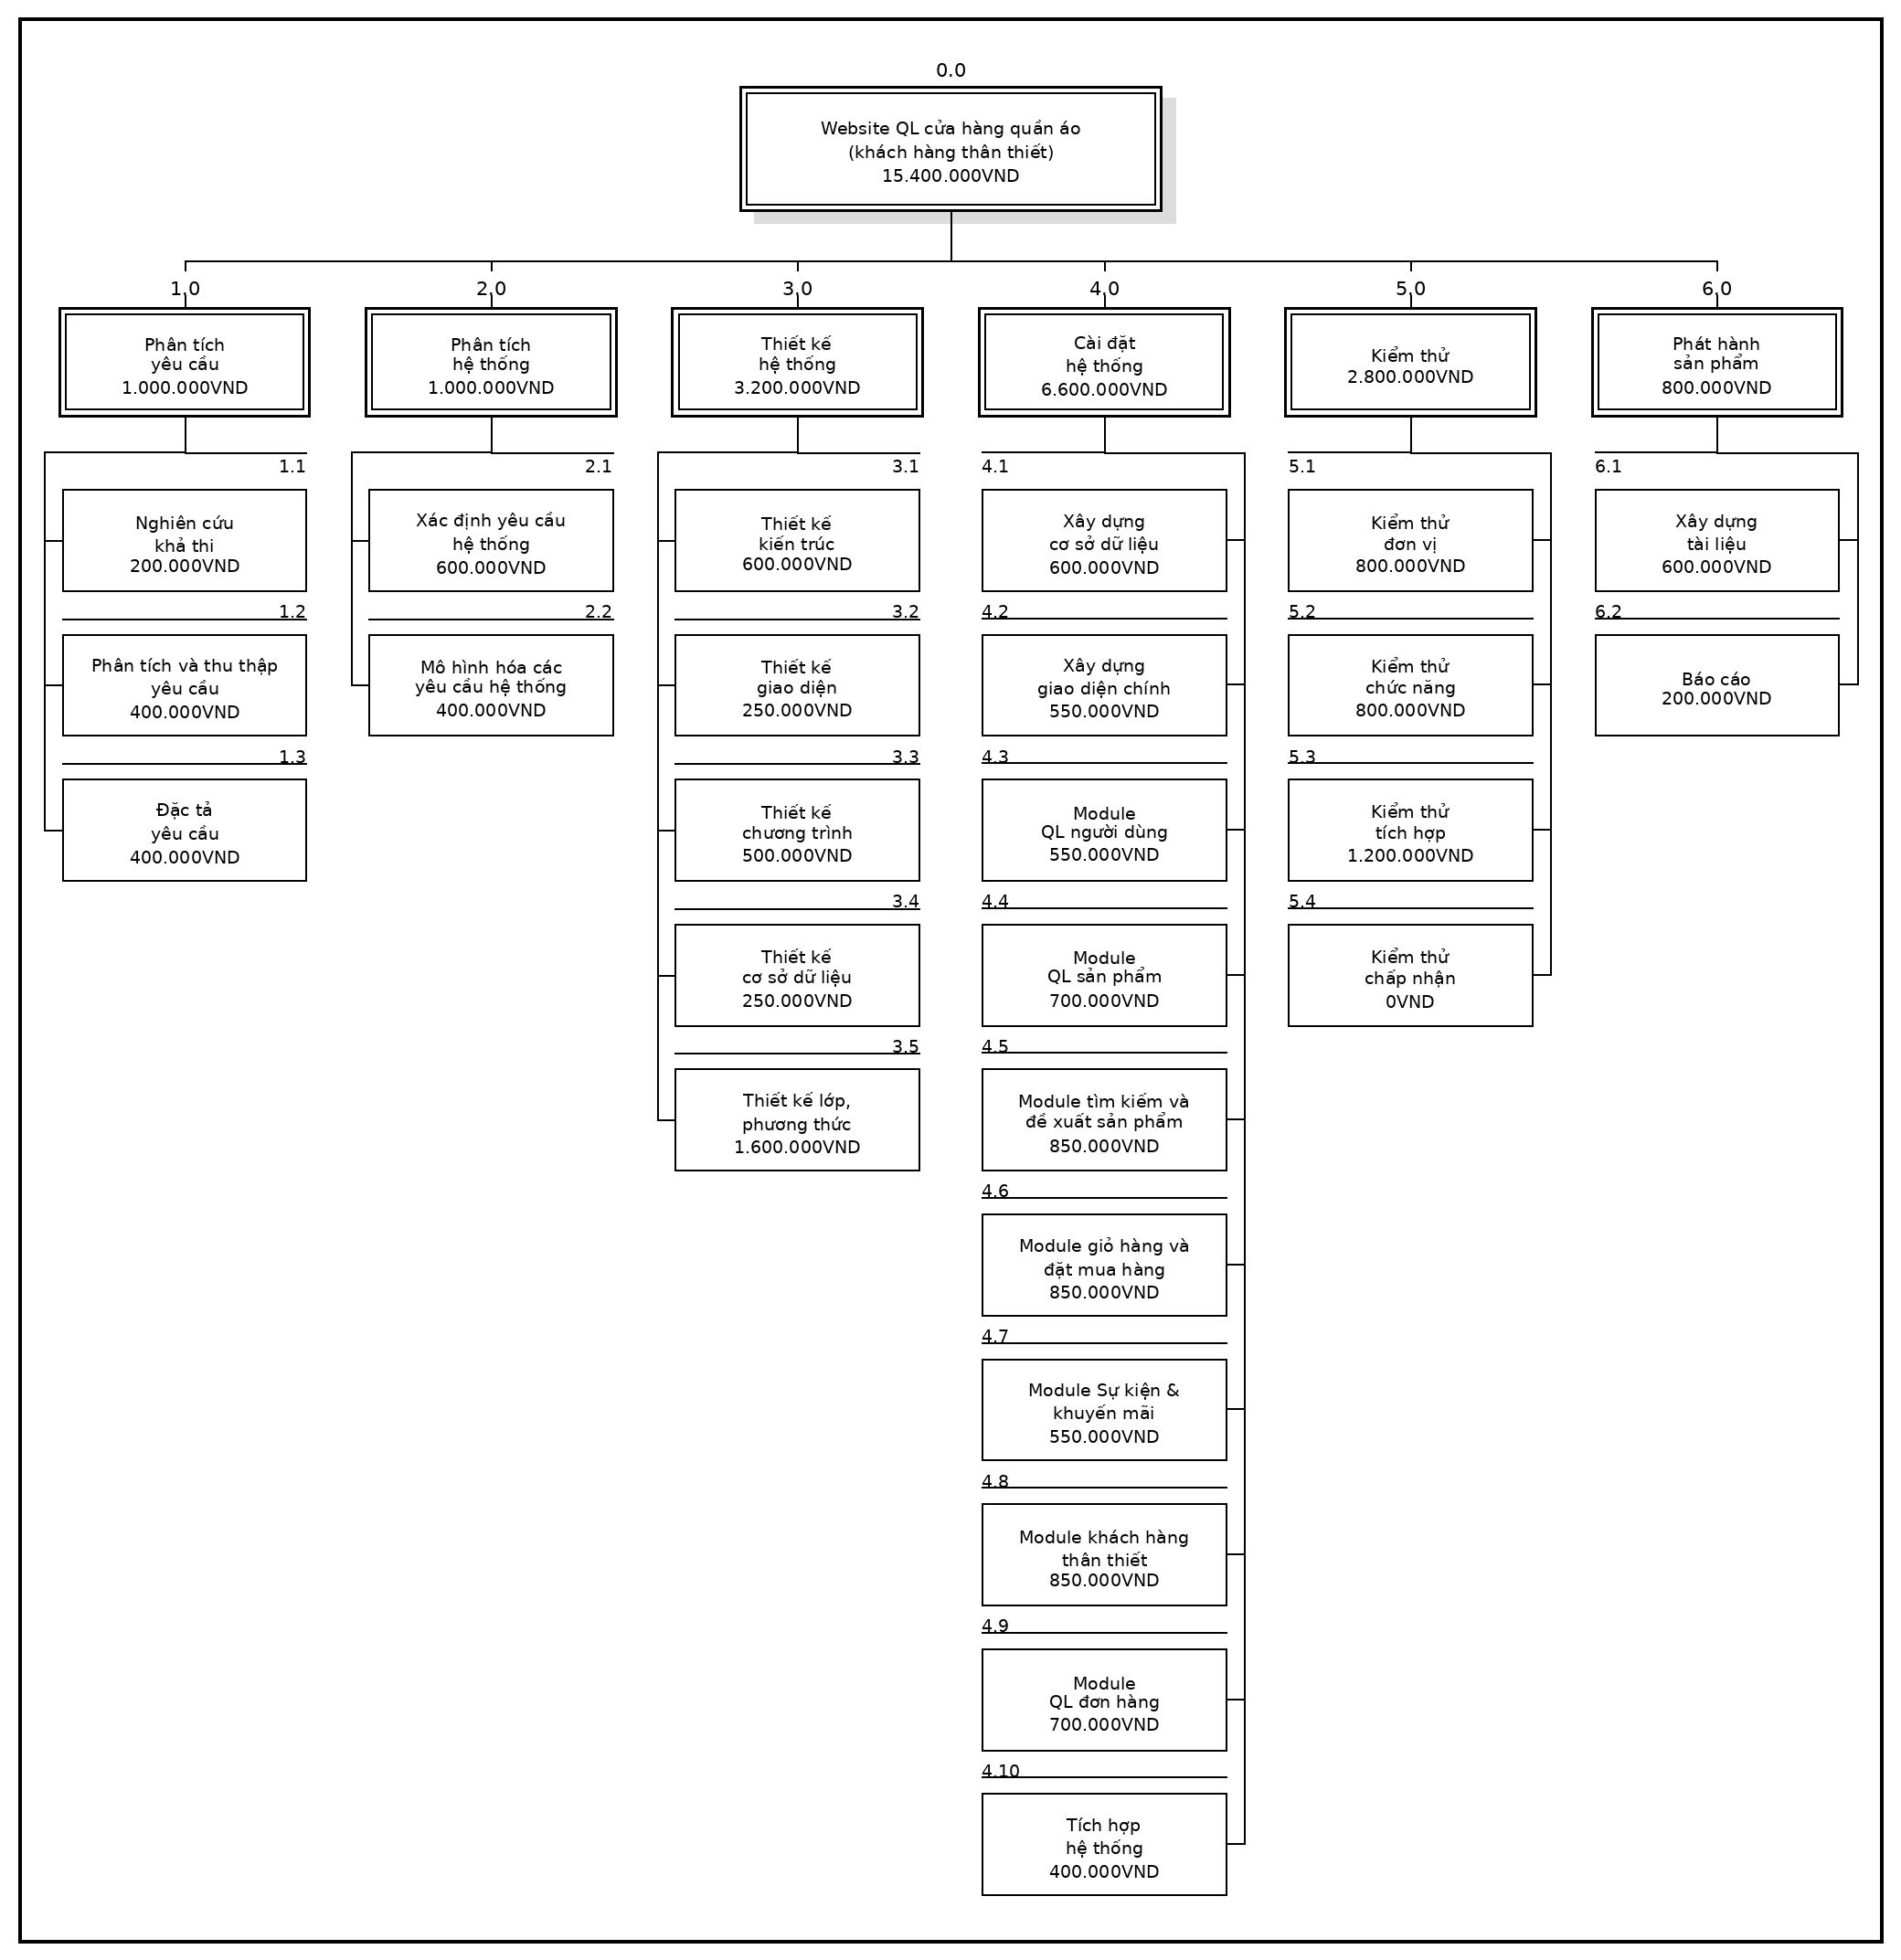 0.0
Website QL cửa hàng quần áo
(khách hàng thân thiết)
15.400.000VND
1.0
Phân tích
yêu cầu
1.000.000VND
2.0
Phân tích
hệ thống
1.000.000VND
3.0
Thiết kế
hệ thống
3.200.000VND
4.0
Cài đặt
hệ thống
6.600.000VND
5.0
Kiểm thử
2.800.000VND
6.0
Phát hành
sản phẩm
800.000VND
1.1
Nghiên cứu
khả thi
200.000VND
1.2
Phân tích và thu thập
yêu cầu
400.000VND
1.3
Đặc tả
yêu cầu
400.000VND
2.1
Xác định yêu cầu
hệ thống
600.000VND
2.2
Mô hình hóa các
yêu cầu hệ thống
400.000VND
3.1
Thiết kế
kiến trúc
600.000VND
3.2
Thiết kế
giao diện
250.000VND
3.3
Thiết kế
chương trình
500.000VND
3.4
Thiết kế
cơ sở dữ liệu
250.000VND
3.5
Thiết kế lớp,
phương thức
1.600.000VND
4.1
Xây dựng
cơ sở dữ liệu
600.000VND
4.2
Xây dựng
giao diện chính
550.000VND
4.3
Module
QL người dùng
550.000VND
4.4
Module
QL sản phẩm
700.000VND
4.5
Module tìm kiếm và
đề xuất sản phẩm
850.000VND
4.6
Module giỏ hàng và
đặt mua hàng
850.000VND
4.7
Module Sự kiện &
khuyến mãi
550.000VND
4.8
Module khách hàng
thân thiết
850.000VND
4.9
Module
QL đơn hàng
700.000VND
4.10
Tích hợp
hệ thống
400.000VND
5.1
Kiểm thử
đơn vị
800.000VND
5.2
Kiểm thử
chức năng
800.000VND
5.3
Kiểm thử
tích hợp
1.200.000VND
5.4
Kiểm thử
chấp nhận
0VND
6.1
Xây dựng
tài liệu
600.000VND
6.2
Báo cáo
200.000VND